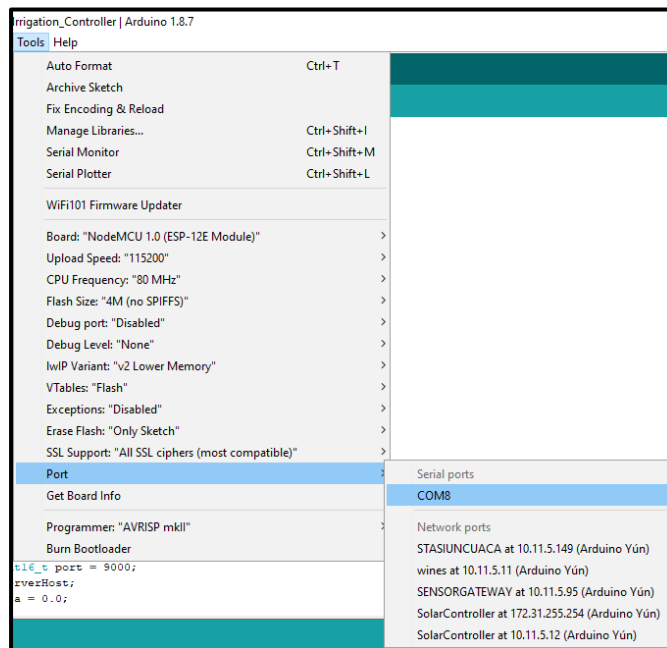 Irrigation_Controller | Arduino 1.8.7
Tools Help
Auto Format Ctrl+T
Archive Sketch
Fix Encoding & Reload
Manage Libraries... Ctrl+Shift+I
Serial Monitor Ctrl+Shift+M
Serial Plotter Ctrl+Shift+L
WiFi101 Firmware Updater
Board: "NodeMCU 1.0 (ESP-12E Module)"
Upload Speed: "115200"
CPU Frequency: "80 MHz"
Flash Size: "4M (no SPIFFS)"
Debug port: "Disabled"
Debug Level: "None"
IwIP Variant: "v2 Lower Memory"
VTables: "Flash"
Exceptions: "Disabled"
Erase Flash: "Only Sketch"
SSL Support: "All SSL ciphers (most compatible)"
Port
Get Board Info
Programmer: "AVRISP mkII"
Burn Bootloader
Serial ports
COM8
Network ports
STASIUNCUACA at 10.11.5.149 (Arduino Yún)
wines at 10.11.5.11 (Arduino Yún)
SENSORGATEWAY at 10.11.5.95 (Arduino Yún)
SolarController at 172.31.255.254 (Arduino Yún)
SolarController at 10.11.5.12 (Arduino Yún)
t16_t port = 9000;
rverHost;
a = 0.0;